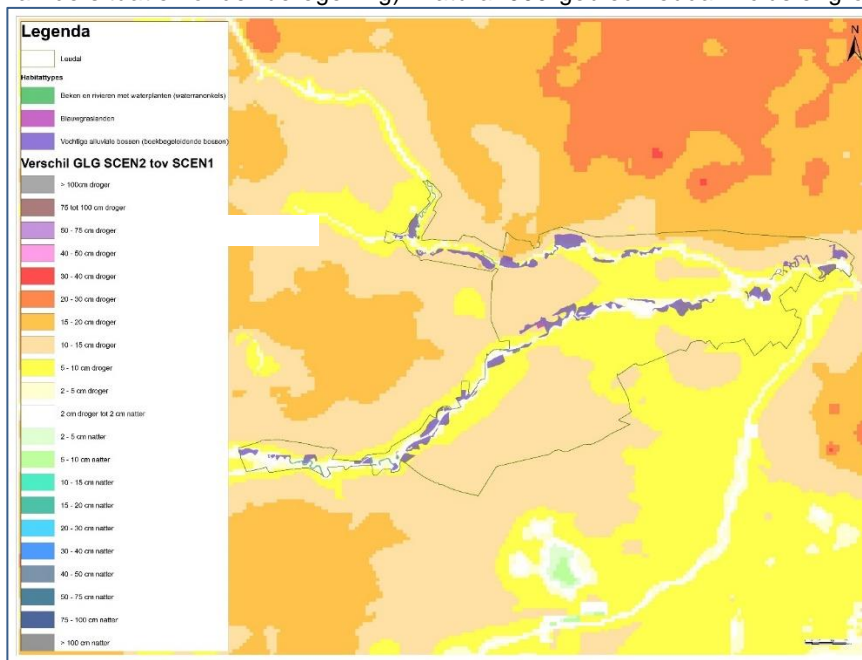 Legenda
Leudal
Habitattypes
Beken en rivieren met waterplanten (waterranonkels)
Blauwgraslanden
Vochtige alluviale bossen (beekbegeleidende bossen)
Verschil GLG SCEN2 tov SCEN1
> 100cm droger
75 tot 100 cm droger
50 - 75 cm droger
40 - 50 cm droger
30 - 40 cm droger
20 - 30 cm droger
15 - 20 cm droger
10 - 15 cm droger
5 - 10 cm droger
2 - 5 cm droger
2 cm droger tot 2 cm natter
2 - 5 cm natter
5 - 10 cm natter
10 - 15 cm natter
15 - 20 cm natter
20 - 30 cm natter
30 - 40 cm natter
40 - 50 cm natter
50 - 75 cm natter
75 - 100 cm natter
> 100 cm natter
N